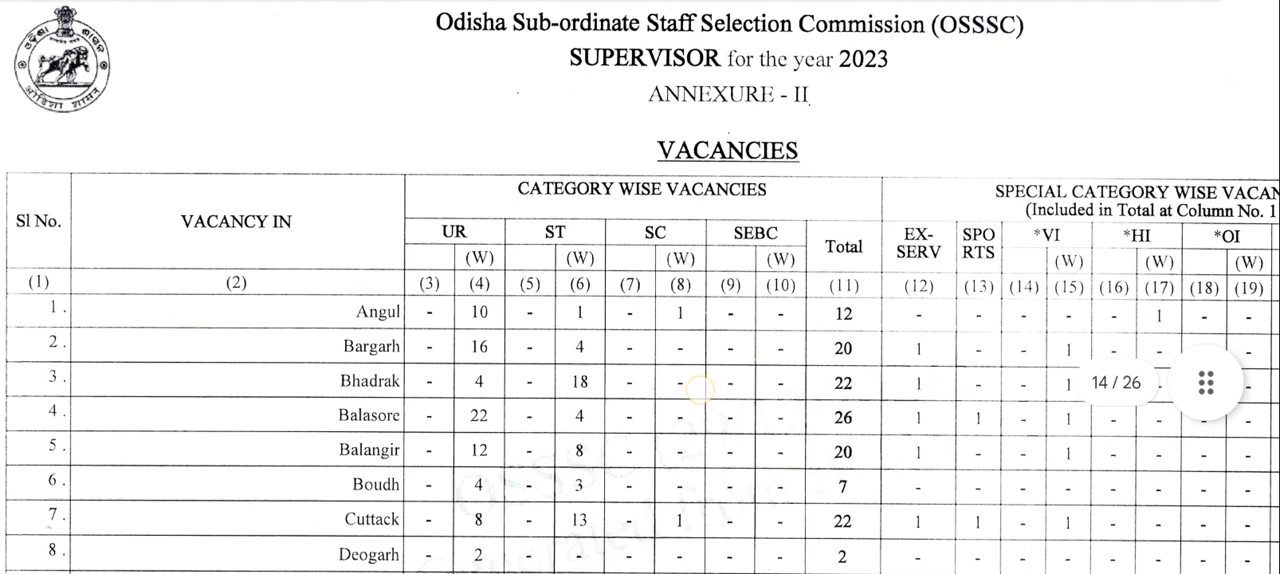 Odisha Sub-ordinate Staff Selection Commission (OSSSC)
SUPERVISOR for the year 2023
ANNEXURE - II
VACANCIES
Sl No. VACANCY IN CATEGORY WISE VACANCIES SPECIAL CATEGORY WISE VACAN
(Included in Total at Column No. 1
UR ST SC SEBC Total EX-SERV SPORTS *VI *HI *OI
(W) (W) (W) (W) (W) (W) (W)
(1) (2) (3) (4) (5) (6) (7) (8) (9) (10) (11) (12) (13) (14) (15) (16) (17) (18) (19)
1. Angul - 10 - 1 - 1 - - 12 - - - - - 1 - -
2. Bargarh - 16 - 4 - - - - 20 1 - - 1 - - - -
3. Bhadrak - 4 - 18 - - - - 22 1 - - 1 14 / 26 - -
4. Balasore - 22 - 4 - - - - 26 1 1 - 1 - - - -
5. Balangir - 12 - 8 - - - - 20 1 - - 1 - - - -
6. Boudh - 4 - 3 - - - - 7 - - - - - - - -
7. Cuttack - 8 - 13 - 1 - - 22 1 1 - 1 - - - -
8. Deogarh - 2 - - - - - - 2 - - - - - - - -